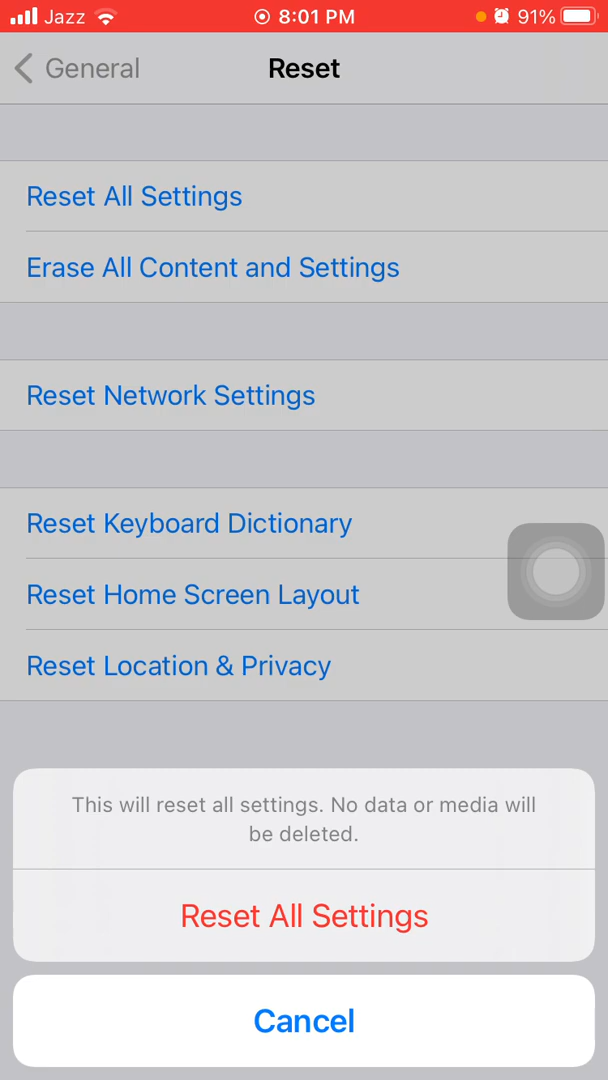 Jazz 8:01 PM 91%
General Reset
Reset All Settings
Erase All Content and Settings
Reset Network Settings
Reset Keyboard Dictionary
Reset Home Screen Layout
Reset Location & Privacy
This will reset all settings. No data or media will
be deleted.
Reset All Settings
Cancel